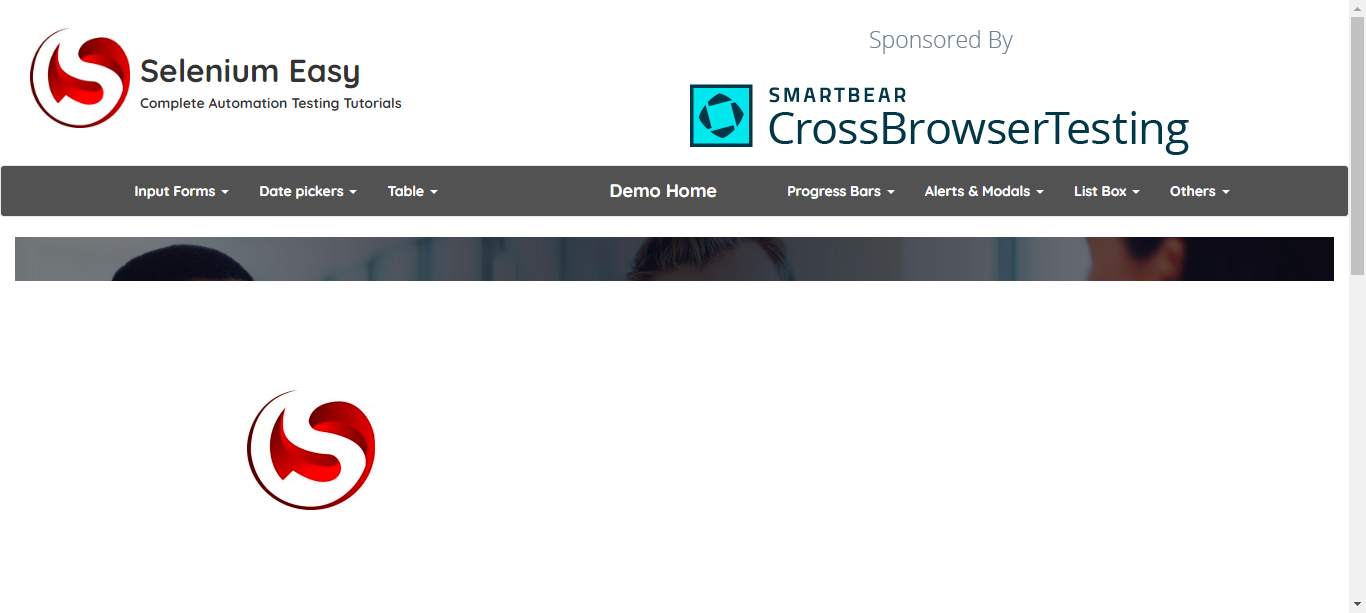 Selenium Easy
Complete Automation Testing Tutorials
Sponsored By
SMARTBEAR
CrossBrowserTesting
Input Forms
Date pickers
Table
Demo Home
Progress Bars
Alerts & Modals
List Box
Others